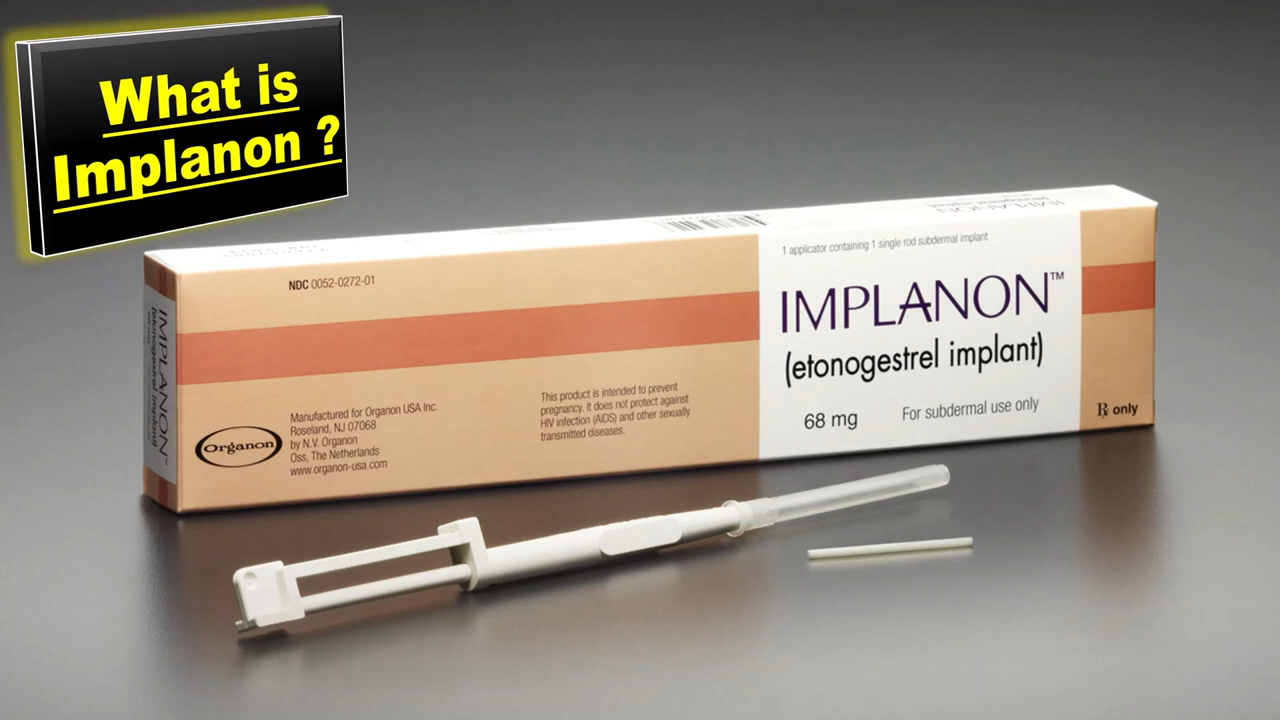 What is
Implanon ?
NDC 0052-0272-01
1 applicator containing 1 single rod subdermal implant
IMPLANON™
(etonogestrel implant)
68 mg
For subdermal use only
℞ only
Organon
Manufactured for Organon USA Inc.
Roseland, NJ 07068
by N.V. Organon
Oss, The Netherlands
www.organon-usa.com
This product is intended to prevent
pregnancy. It does not protect against
HIV infection (AIDS) and other sexually
transmitted diseases.
IMPLANON™
(etonogestrel implant)
IMPLANON